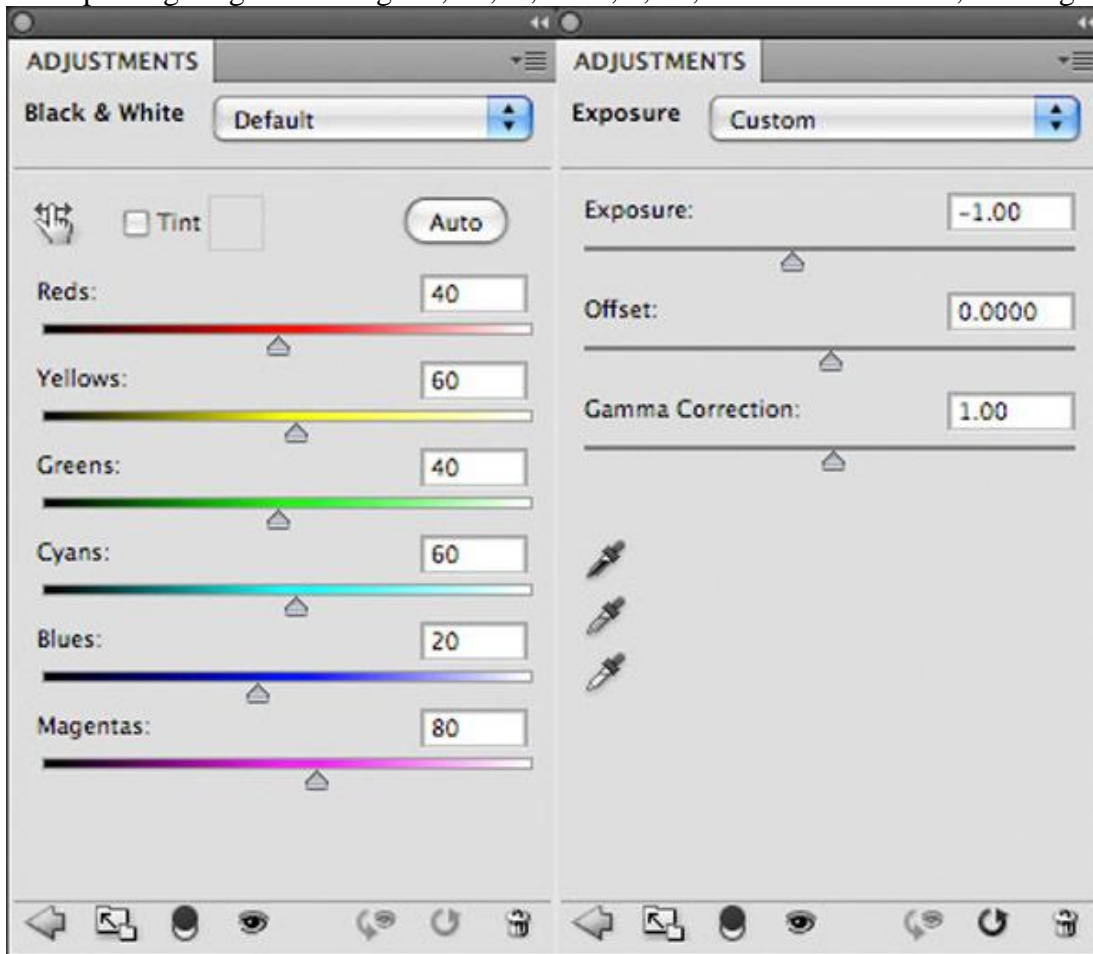 ADJUSTMENTS
Black & White Default
Tint Auto
Reds: 40
Yellows: 60
Greens: 40
Cyans: 60
Blues: 20
Magentas: 80
ADJUSTMENTS
Exposure Custom
Exposure: -1.00
Offset: 0.0000
Gamma Correction: 1.00